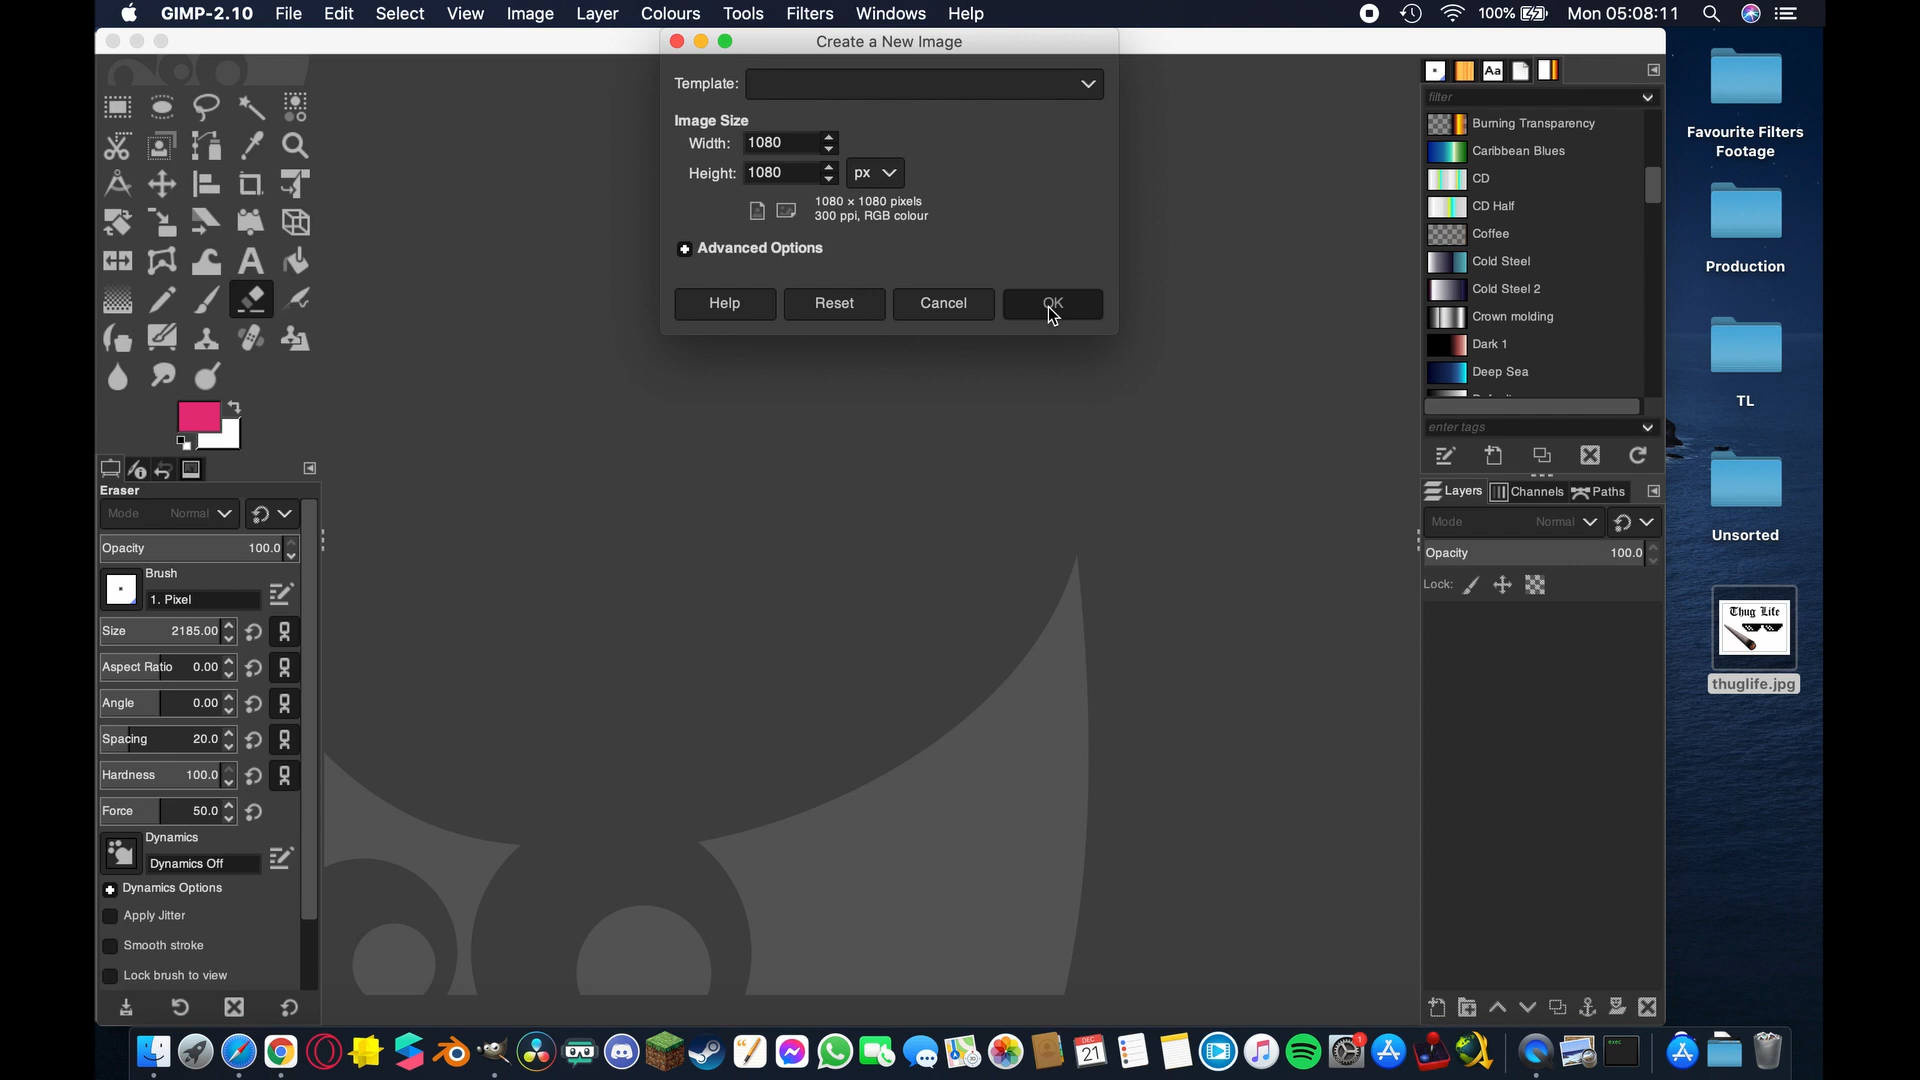 GIMP-2.10 File Edit Select View Image Layer Colours Tools Filters Windows Help 100% Mon 05:08:11
Create a New Image
Template:
Image Size
Width: 1080
Height: 1080 px
1080 × 1080 pixels
300 ppi, RGB colour
Advanced Options
Help Reset Cancel OK
Eraser
Mode Normal
Opacity 100.0
Brush
1. Pixel
Size 2185.00
Aspect Ratio 0.00
Angle 0.00
Spacing 20.0
Hardness 100.0
Force 50.0
Dynamics
Dynamics Off
Dynamics Options
Apply Jitter
Smooth stroke
Lock brush to view
Aa
filter
Burning Transparency
Caribbean Blues
CD
CD Half
Coffee
Cold Steel
Cold Steel 2
Crown molding
Dark 1
Deep Sea
enter tags
Layers Channels Paths
Mode Normal
Opacity 100.0
Lock:
Favourite Filters
Footage
Production
TL
Unsorted
Thug Life
thuglife.jpg
DEC
21
1
exec